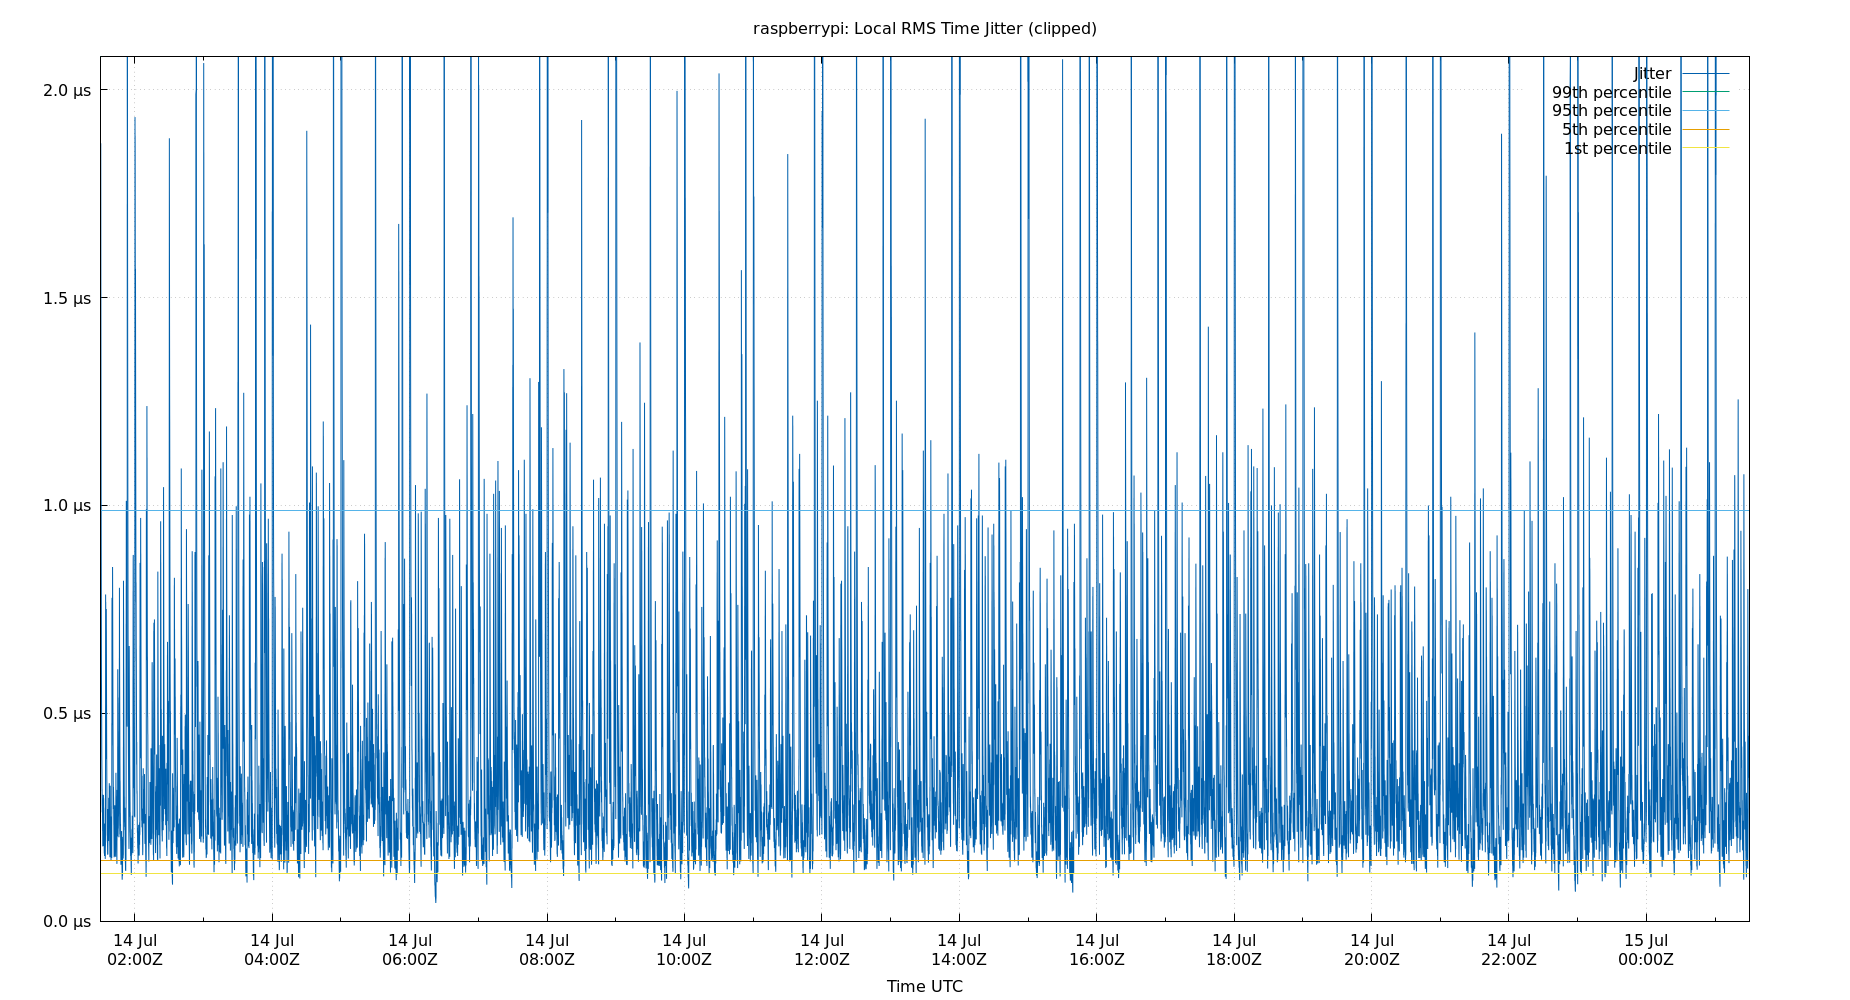 raspberrypi: Local RMS Time Jitter (clipped)
Jitter
99th percentile
95th percentile
5th percentile
1st percentile
2.0 μs
1.5 μs
1.0 μs
0.5 μs
0.0 μs
14 Jul 14 Jul 14 Jul 14 Jul 14 Jul 14 Jul 14 Jul 14 Jul 14 Jul 14 Jul 14 Jul 15 Jul
02:00Z 04:00Z 06:00Z 08:00Z 10:00Z 12:00Z 14:00Z 16:00Z 18:00Z 20:00Z 22:00Z 00:00Z
Time UTC